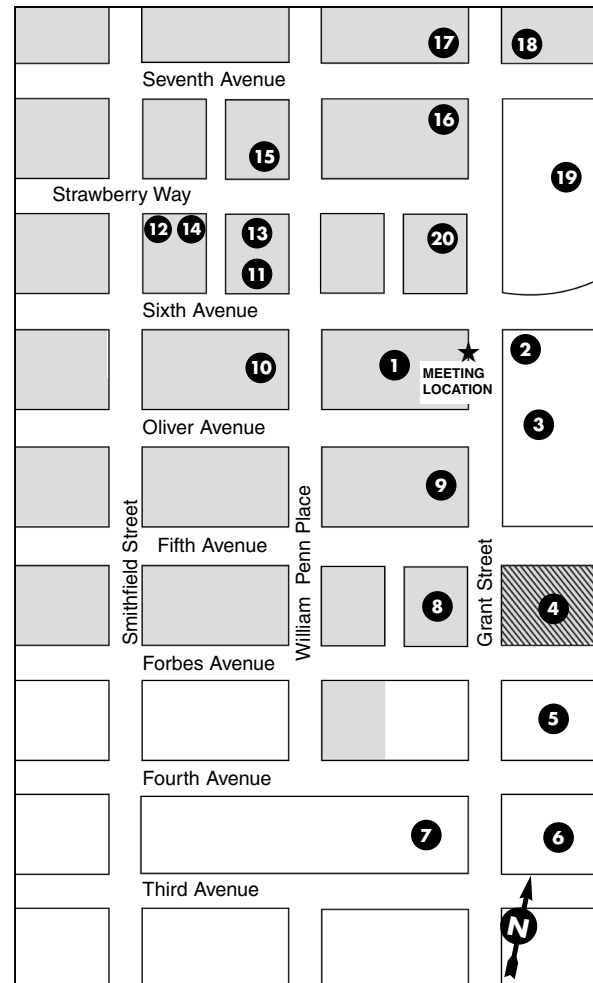 17
18
Seventh Avenue
16
15
19
Strawberry Way
12
14
13
20
11
Sixth Avenue
2
1
10
MEETING
LOCATION
3
Oliver Avenue
9
Smithfield Street
William Penn Place
Grant Street
Fifth Avenue
8
4
Forbes Avenue
5
Fourth Avenue
7
6
Third Avenue
N